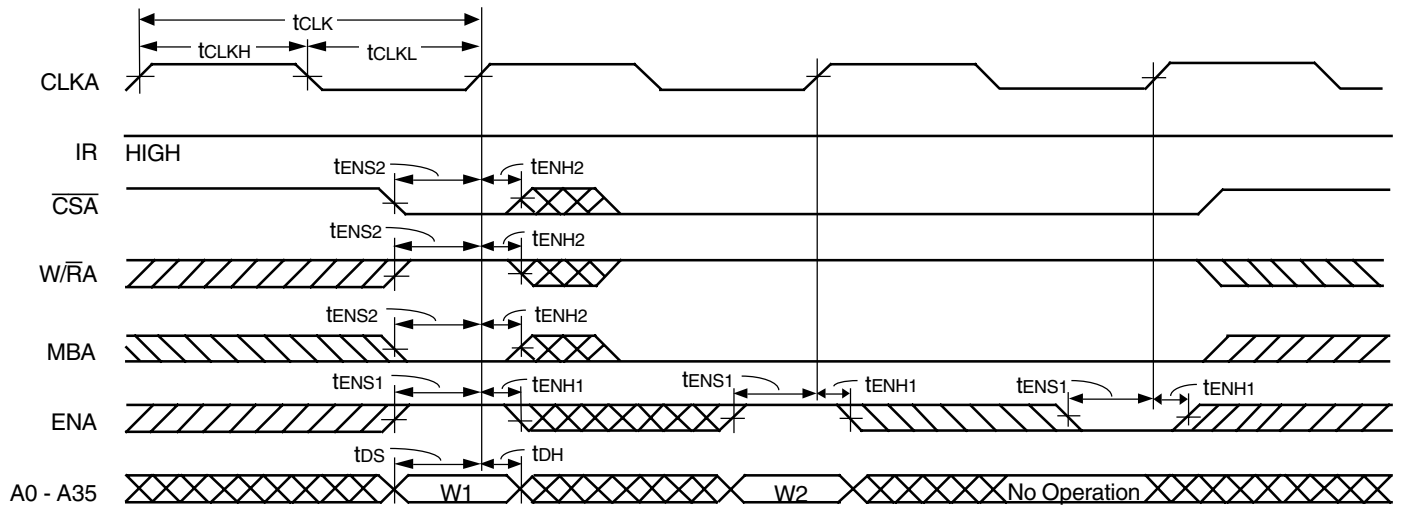 tCLK
tCLKH tCLKL
CLKA
IR HIGH
tENS2 tENH2
CSA
tENS2 tENH2
W/RA
tENS2 tENH2
MBA
tENS1 tENH1 tENS1 tENH1 tENS1 tENH1
ENA
tDS tDH
A0 - A35 W1 W2 No Operation